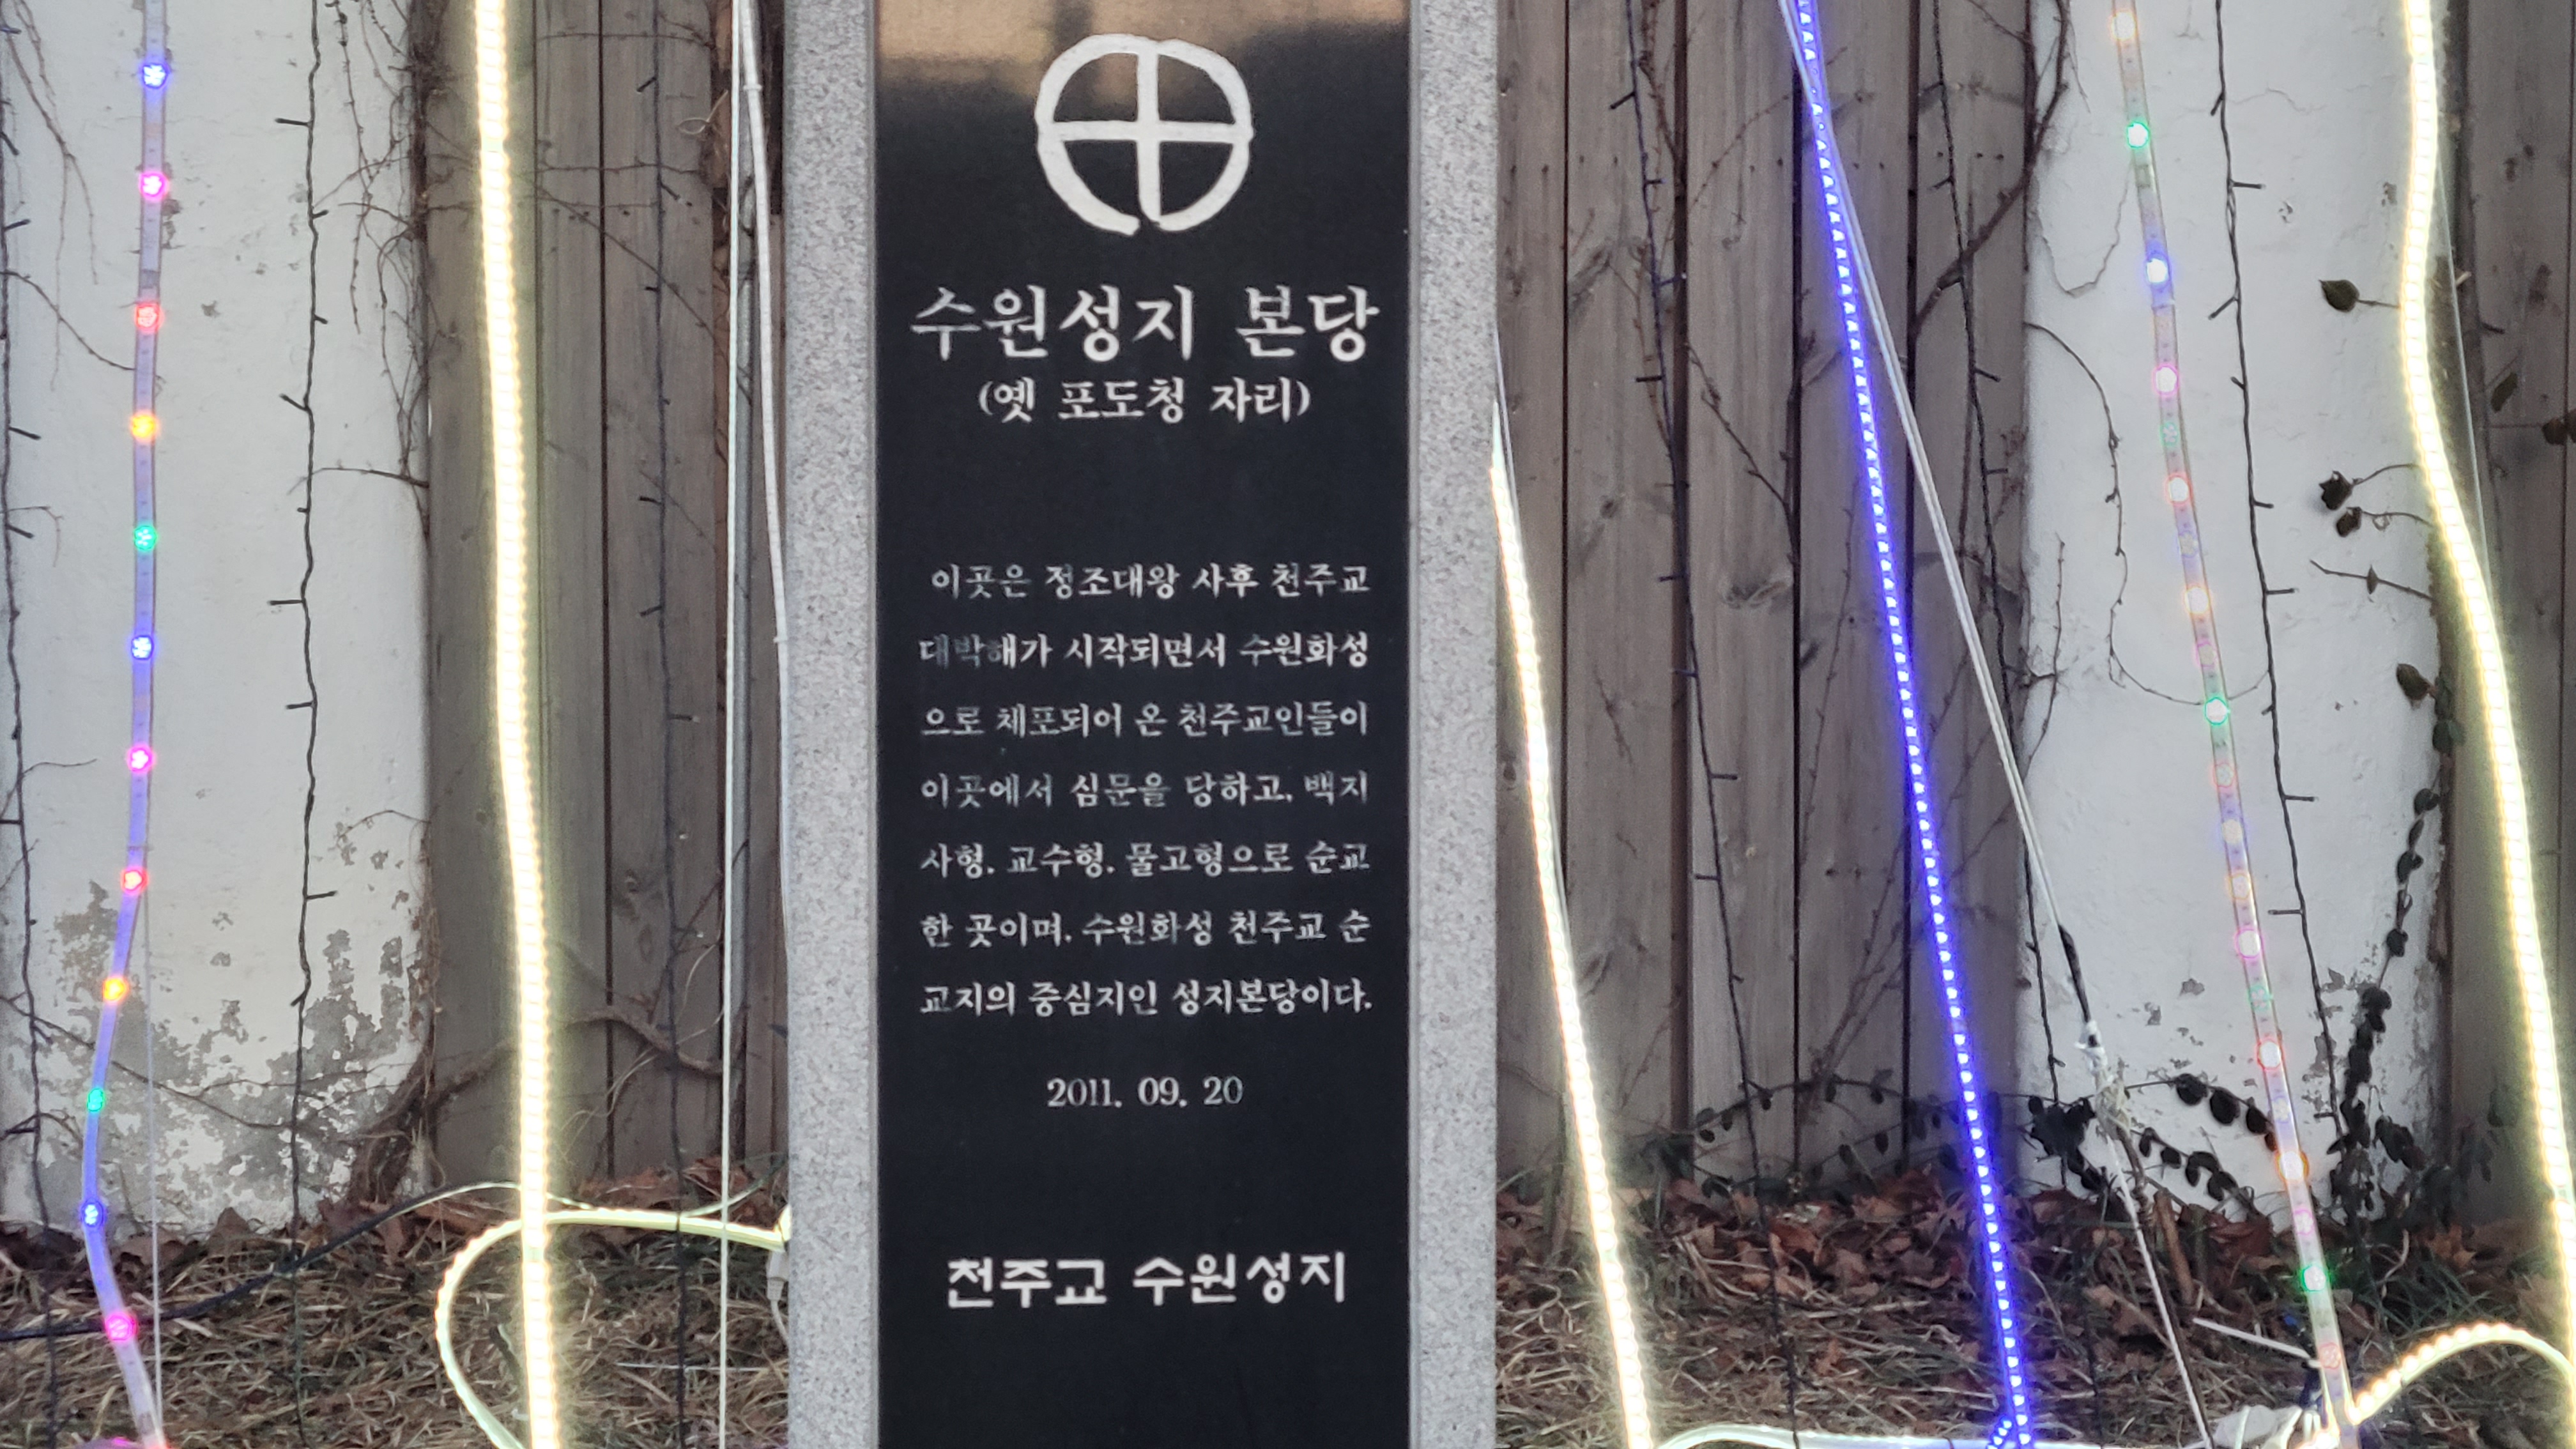 수원성지 본당
(옛 포도청 자리)
이곳은 정조대왕 사후 천주교
대박해가 시작되면서 수원화성
으로 체포되어 온 천주교인들이
이곳에서 심문을 당하고, 백지
사형, 교수형, 물고형으로 순교
한 곳이며, 수원화성 천주교 순
교지의 중심지인 성지본당이다.
2011. 09. 20
천주교 수원성지